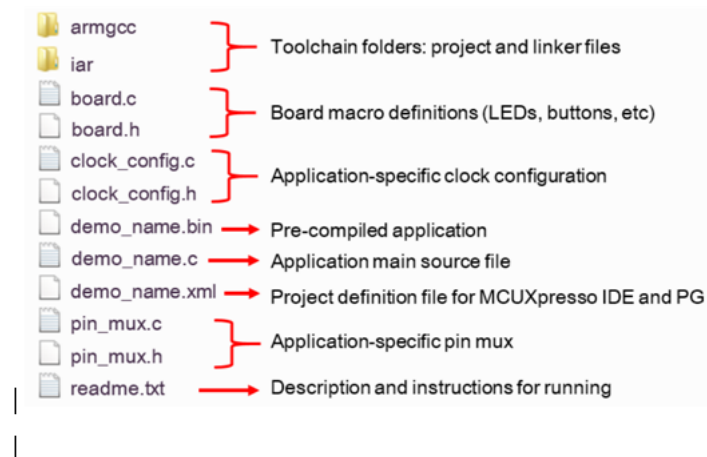 armgcc
iar
Toolchain folders: project and linker files
board.c
board.h
Board macro definitions (LEDs, buttons, etc)
clock_config.c
clock_config.h
Application-specific clock configuration
demo_name.bin Pre-compiled application
demo_name.c Application main source file
demo_name.xml Project definition file for MCUXpresso IDE and PG
pin_mux.c
pin_mux.h
Application-specific pin mux
readme.txt Description and instructions for running